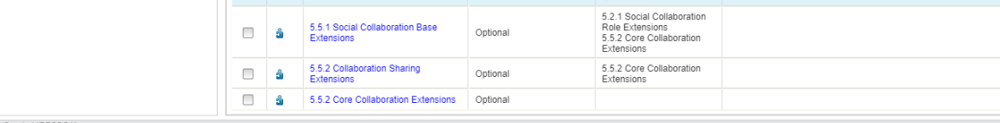 5.5.1 Social Collaboration Base
Extensions
Optional
5.2.1 Social Collaboration
Role Extensions
5.5.2 Core Collaboration
Extensions
5.5.2 Collaboration Sharing
Extensions
Optional
5.5.2 Core Collaboration
Extensions
5.5.2 Core Collaboration Extensions
Optional